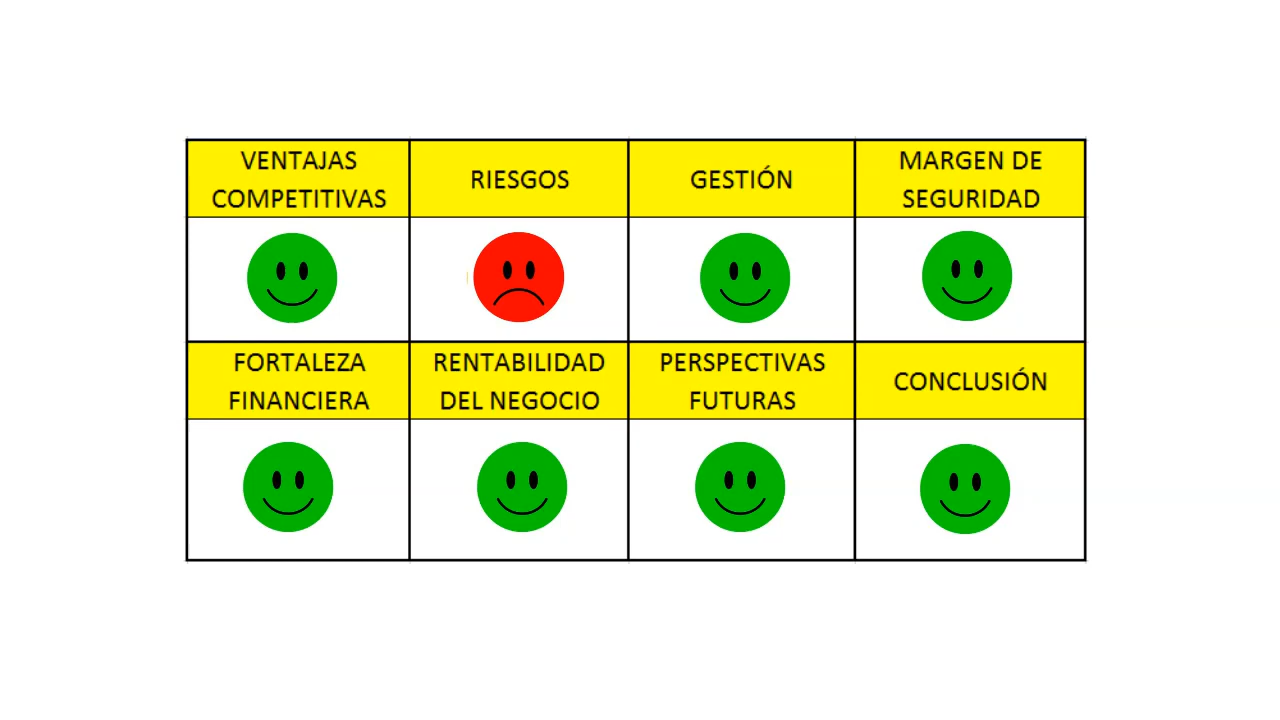 VENTAJAS
COMPETITIVAS
RIESGOS
GESTIÓN
MARGEN DE
SEGURIDAD
FORTALEZA
FINANCIERA
RENTABILIDAD
DEL NEGOCIO
PERSPECTIVAS
FUTURAS
CONCLUSIÓN